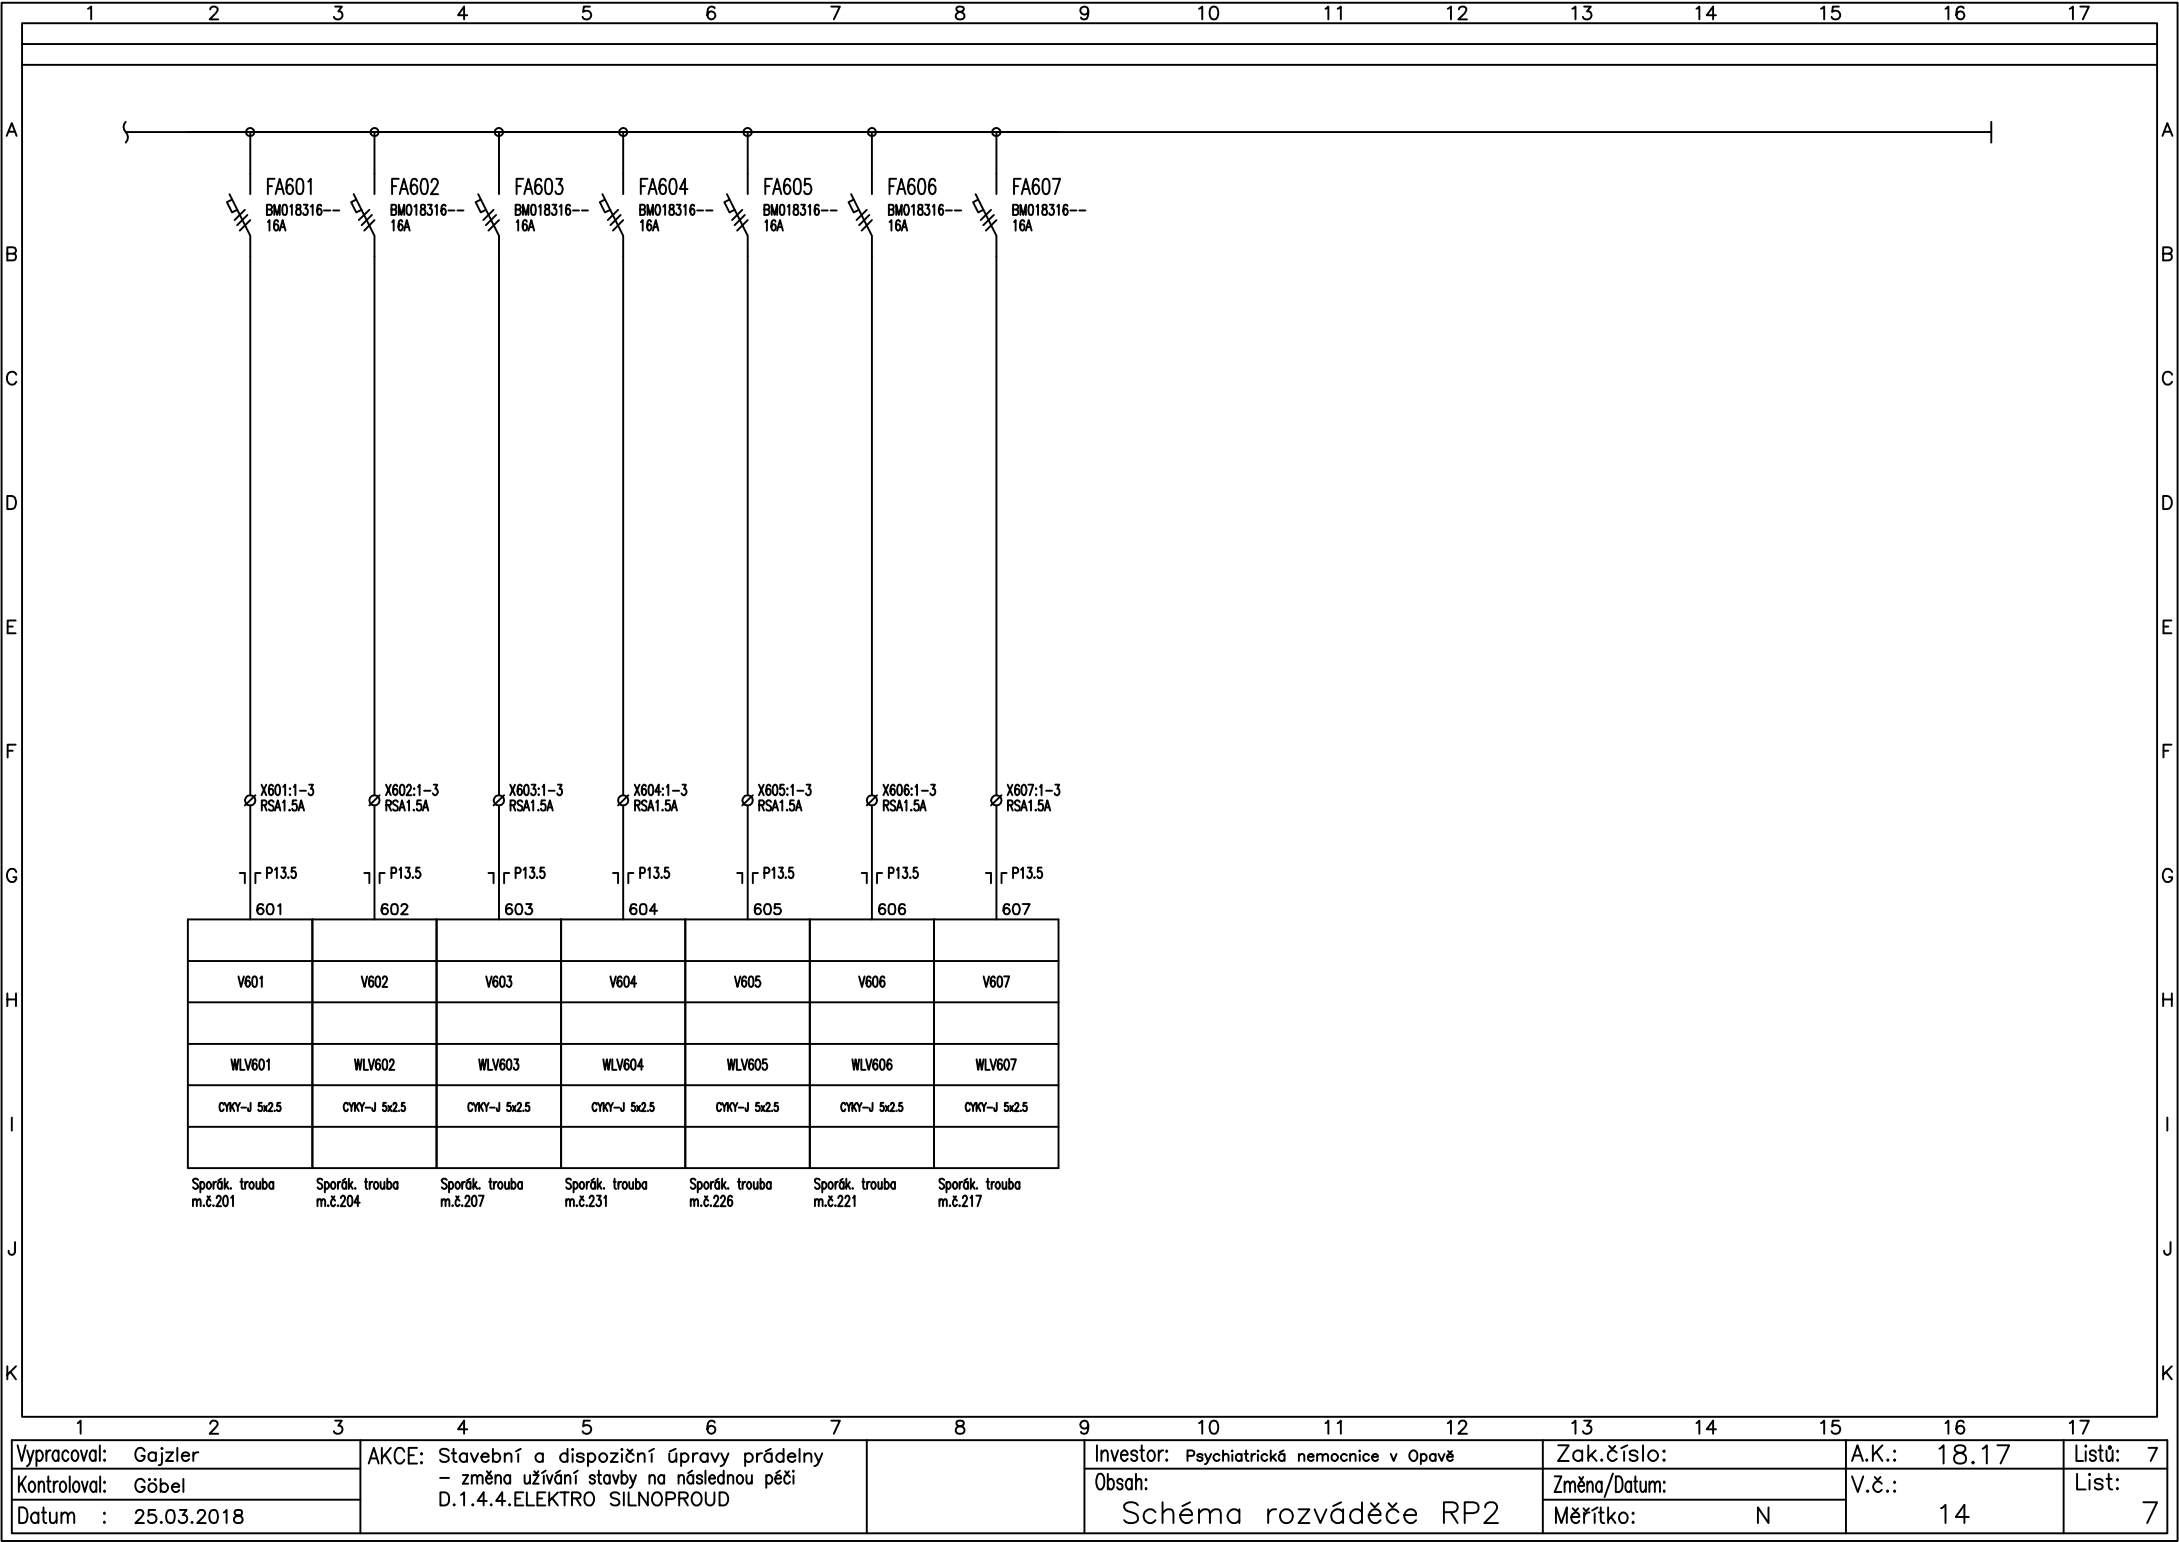 1 2 3 4 5 6 7 8 9 10 11 12 13 14 15 16 17
A A
FA601 FA602 FA603 FA604 FA605 FA606 FA607
BM018316-- BM018316-- BM018316-- BM018316-- BM018316-- BM018316-- BM018316--
16A 16A 16A 16A 16A 16A 16A
B B
C C
D D
E E
F F
X601:1-3 X602:1-3 X603:1-3 X604:1-3 X605:1-3 X606:1-3 X607:1-3
RSA1.5A RSA1.5A RSA1.5A RSA1.5A RSA1.5A RSA1.5A RSA1.5A
G P13.5 P13.5 P13.5 P13.5 P13.5 P13.5 P13.5 G
601 602 603 604 605 606 607
V601 V602 V603 V604 V605 V606 V607
H H
WLV601 WLV602 WLV603 WLV604 WLV605 WLV606 WLV607
CYKY-J 5x2.5 CYKY-J 5x2.5 CYKY-J 5x2.5 CYKY-J 5x2.5 CYKY-J 5x2.5 CYKY-J 5x2.5 CYKY-J 5x2.5
I I
Sporák. trouba Sporák. trouba Sporák. trouba Sporák. trouba Sporák. trouba Sporák. trouba Sporák. trouba
m.č.201 m.č.204 m.č.207 m.č.231 m.č.226 m.č.221 m.č.217
J J
K K
1 2 3 4 5 6 7 8 9 10 11 12 13 14 15 16 17
Vypracoval: Gajzler
Kontroloval: Göbel
Datum : 25.03.2018
AKCE: Stavební a dispoziční úpravy prádelny
- změna užívání stavby na následnou péči
D.1.4.4.ELEKTRO SILNOPROUD
Investor: Psychiatrická nemocnice v Opavě
Obsah:
Schéma rozváděče RP2
Zak.číslo:
Změna/Datum:
Měřítko: N
A.K.: 18.17
V.č.:
14
Listů: 7
List:
7